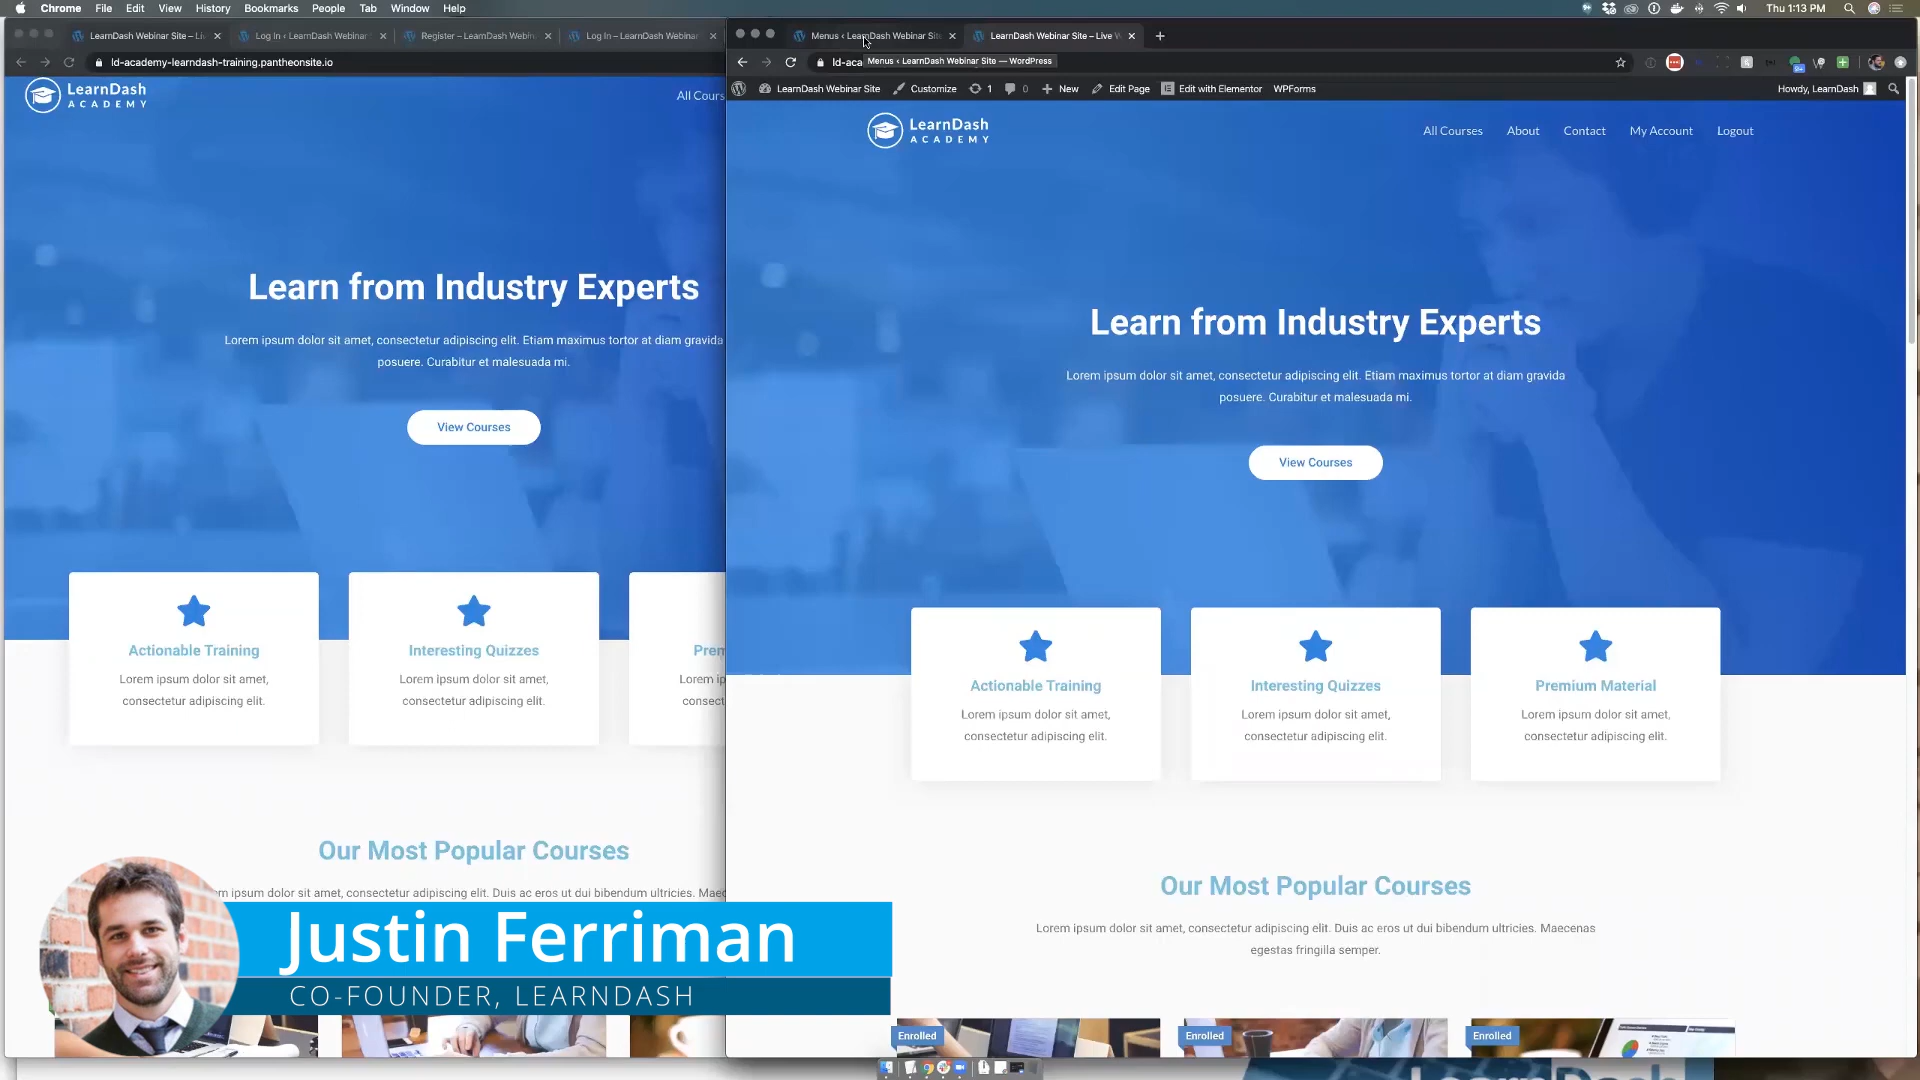 Chrome File Edit View History Bookmarks People Tab Window Help
Thu 1:13 PM
LearnDash Webinar Site – Li
Log In ‹ LearnDash Webinar
Register – LearnDash Webin
Log In – LearnDash Webinar
Menus ‹ LearnDash Webinar Sit
LearnDash Webinar Site – Live W
ld-academy-learndash-training.pantheonsite.io
ld-aca
Menus ‹ LearnDash Webinar Site — WordPress
LearnDash Webinar Site Customize 1 0 New Edit Page Edit with Elementor WPForms
Howdy, LearnDash
LearnDash
ACADEMY
All Cours
Learn from Industry Experts
Lorem ipsum dolor sit amet, consectetur adipiscing elit. Etiam maximus tortor at diam gravida
posuere. Curabitur et malesuada mi.
View Courses
Actionable Training
Lorem ipsum dolor sit amet,
consectetur adipiscing elit.
Interesting Quizzes
Lorem ipsum dolor sit amet,
consectetur adipiscing elit.
Prem
Lorem ip
consect
Our Most Popular Courses
m ipsum dolor sit amet, consectetur adipiscing elit. Duis ac eros ut dui bibendum ultricies. Maec
LearnDash
ACADEMY
All Courses About Contact My Account Logout
Learn from Industry Experts
Lorem ipsum dolor sit amet, consectetur adipiscing elit. Etiam maximus tortor at diam gravida
posuere. Curabitur et malesuada mi.
View Courses
Actionable Training
Lorem ipsum dolor sit amet,
consectetur adipiscing elit.
Interesting Quizzes
Lorem ipsum dolor sit amet,
consectetur adipiscing elit.
Premium Material
Lorem ipsum dolor sit amet,
consectetur adipiscing elit.
Our Most Popular Courses
Lorem ipsum dolor sit amet, consectetur adipiscing elit. Duis ac eros ut dui bibendum ultricies. Maecenas
egestas fringilla semper.
Enrolled
Enrolled
Enrolled
Justin Ferriman
CO-FOUNDER, LEARNDASH